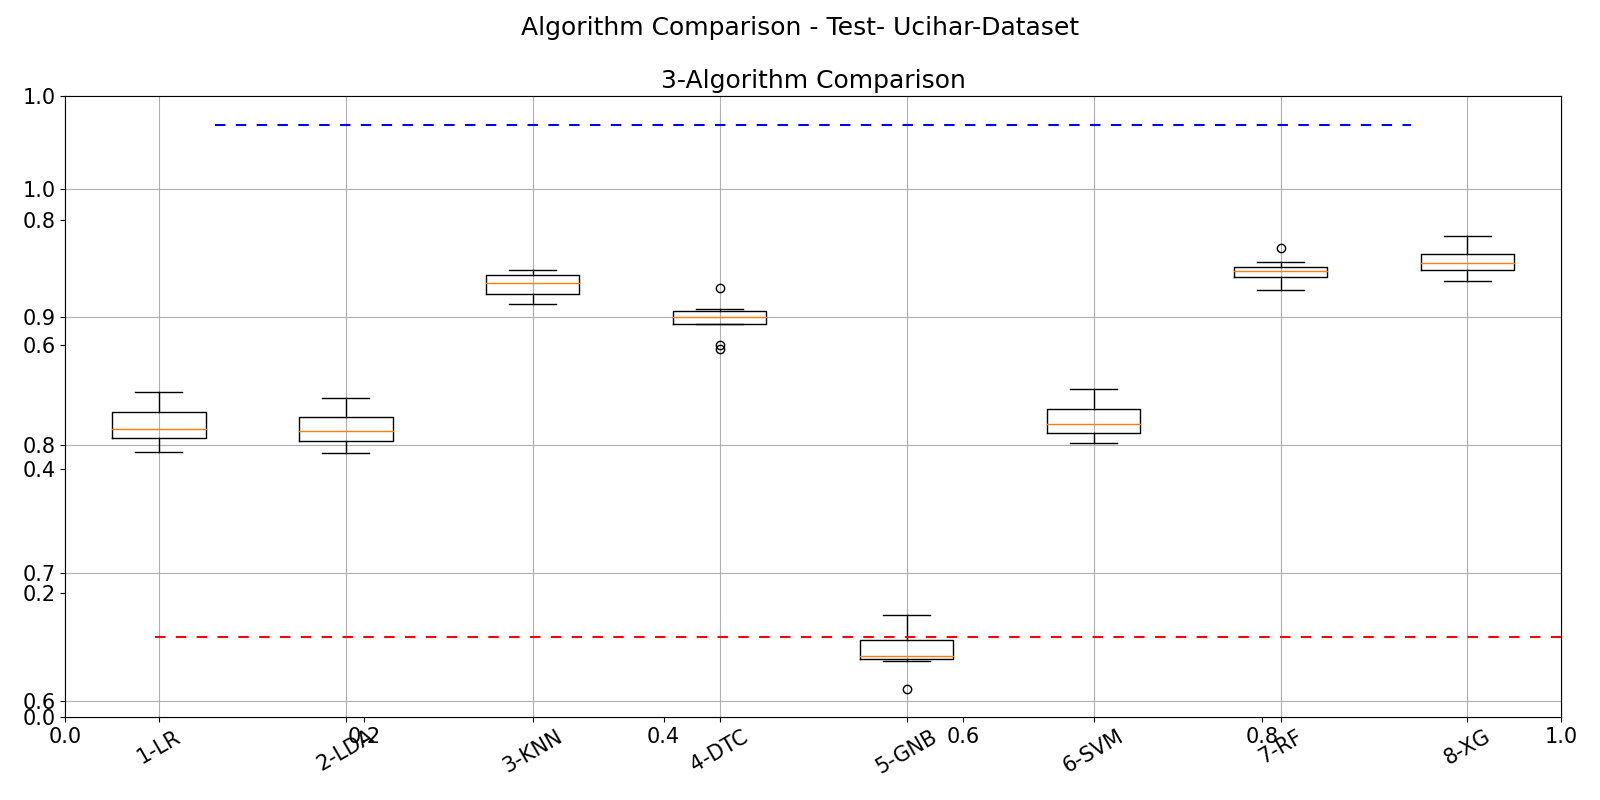 Algorithm Comparison - Test- Ucihar-Dataset
3-Algorithm Comparison
1.0
1.0
0.8
0.9
0.6
0.8
0.4
0.7
0.2
0.6
0.0
0.0 0.2 0.4 0.6 0.8 1.0
1-LR 2-LDA 3-KNN 4-DTC 5-GNB 6-SVM 7-RF 8-XG